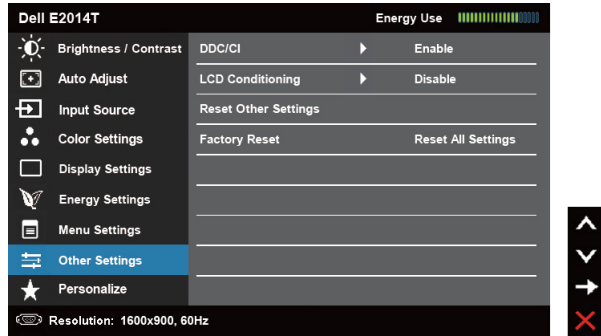 Dell E2014T Energy Use
Brightness / Contrast DDC/CI Enable
Auto Adjust LCD Conditioning Disable
Input Source Reset Other Settings
Color Settings Factory Reset Reset All Settings
Display Settings
Energy Settings
Menu Settings
Other Settings
Personalize
Resolution: 1600x900, 60Hz